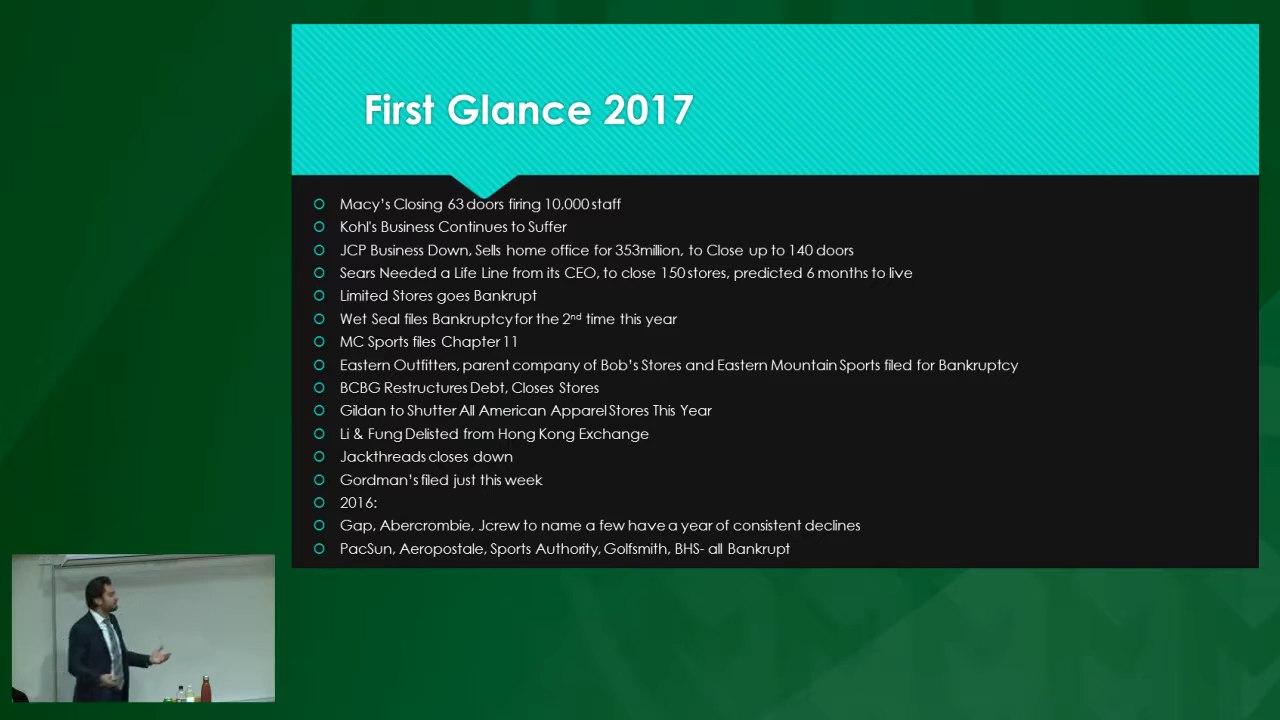 First Glance 2017
Macy's Closing 63 doors firing 10,000 staff
Kohl's Business Continues to Suffer
JCP Business Down, Sells home office for 353million, to Close up to 140 doors
Sears Needed a Life Line from its CEO, to close 150 stores, predicted 6 months to live
Limited Stores goes Bankrupt
Wet Seal files Bankruptcy for the 2nd time this year
MC Sports files Chapter 11
Eastern Outfitters, parent company of Bob's Stores and Eastern Mountain Sports filed for Bankruptcy
BCBG Restructures Debt, Closes Stores
Gildan to Shutter All American Apparel Stores This Year
Li & Fung Delisted from Hong Kong Exchange
Jackthreads closes down
Gordman's filed just this week
2016:
Gap, Abercrombie, Jcrew to name a few have a year of consistent declines
PacSun, Aeropostale, Sports Authority, Golfsmith, BHS- all Bankrupt